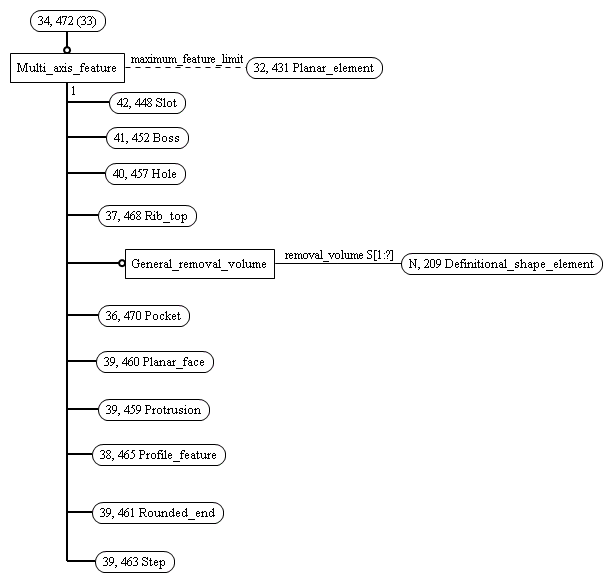 34, 472 (33)
Multi_axis_feature
maximum_feature_limit
32, 431 Planar_element
1
42, 448 Slot
41, 452 Boss
40, 457 Hole
37, 468 Rib_top
General_removal_volume
removal_volume S[1:?]
N, 209 Definitional_shape_element
36, 470 Pocket
39, 460 Planar_face
39, 459 Protrusion
38, 465 Profile_feature
39, 461 Rounded_end
39, 463 Step